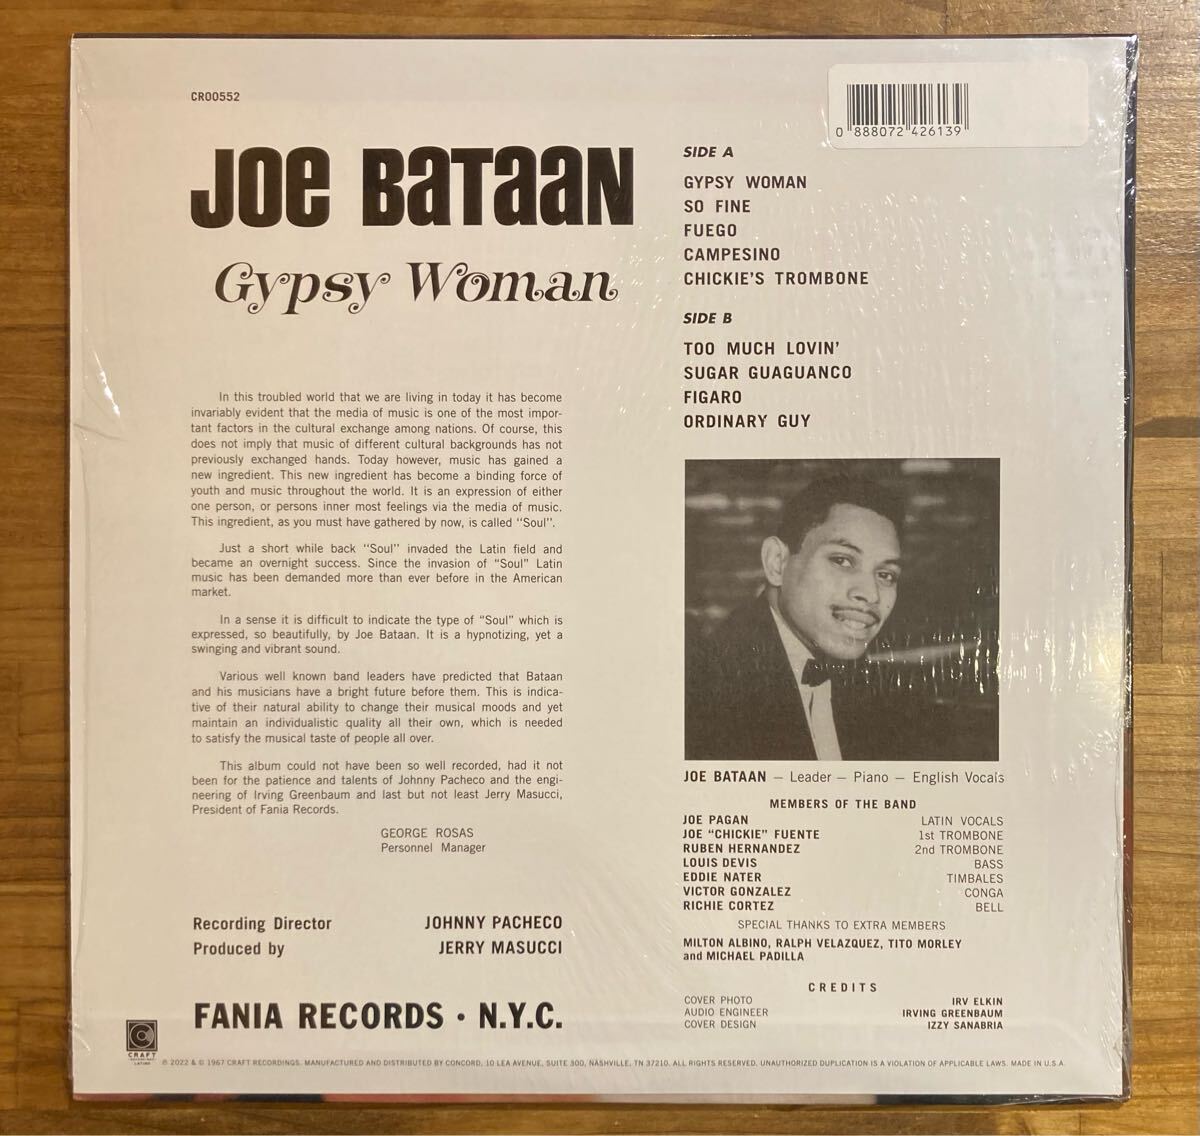 CR00552
0 888072 426139
JOE BATAAN
Gypsy Woman
In this troubled world that we are living in today it has become
invariably evident that the media of music is one of the most impor-
tant factors in the cultural exchange among nations. Of course, this
does not imply that music of different cultural backgrounds has not
previously exchanged hands. Today however, music has gained a
new ingredient. This new ingredient has become a binding force of
youth and music throughout the world. It is an expression of either
one person, or persons inner most feelings via the media of music.
This ingredient, as you must have gathered by now, is called "Soul".
Just a short while back "Soul" invaded the Latin field and
became an overnight success. Since the invasion of "Soul" Latin
music has been demanded more than ever before in the American
market.
In a sense it is difficult to indicate the type of "Soul" which is
expressed, so beautifully, by Joe Bataan. It is a hypnotizing, yet a
swinging and vibrant sound.
Various well known band leaders have predicted that Bataan
and his musicians have a bright future before them. This is indica-
tive of their natural ability to change their musical moods and yet
maintain an individualistic quality all their own, which is needed
to satisfy the musical taste of people all over.
This album could not have been so well recorded, had it not
been for the patience and talents of Johnny Pacheco and the engi-
neering of Irving Greenbaum and last but not least Jerry Masucci,
President of Fania Records.
GEORGE ROSAS
Personnel Manager
Recording Director JOHNNY PACHECO
Produced by JERRY MASUCCI
FANIA RECORDS · N.Y.C.
SIDE A
GYPSY WOMAN
SO FINE
FUEGO
CAMPESINO
CHICKIE'S TROMBONE
SIDE B
TOO MUCH LOVIN'
SUGAR GUAGUANCO
FIGARO
ORDINARY GUY
JOE BATAAN — Leader — Piano — English Vocals
MEMBERS OF THE BAND
JOE PAGAN LATIN VOCALS
JOE "CHICKIE" FUENTE 1st TROMBONE
RUBEN HERNANDEZ 2nd TROMBONE
LOUIS DEVIS BASS
EDDIE NATER TIMBALES
VICTOR GONZALEZ CONGA
RICHIE CORTEZ BELL
SPECIAL THANKS TO EXTRA MEMBERS
MILTON ALBINO, RALPH VELAZQUEZ, TITO MORLEY
and MICHAEL PADILLA
CREDITS
COVER PHOTO IRV ELKIN
AUDIO ENGINEER IRVING GREENBAUM
COVER DESIGN IZZY SANABRIA
CRAFT
RECORDINGS
LATINO
℗ 2022 & © 1967 CRAFT RECORDINGS. MANUFACTURED AND DISTRIBUTED BY CONCORD, 10 LEA AVENUE, SUITE 300, NASHVILLE, TN 37210. ALL RIGHTS RESERVED. UNAUTHORIZED DUPLICATION IS A VIOLATION OF APPLICABLE LAWS. MADE IN U.S.A.